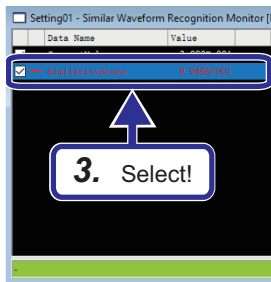 Setting01 - Similar Waveform Recognition Monitor [
Data Name Value
SimilarityScore
3. Select!